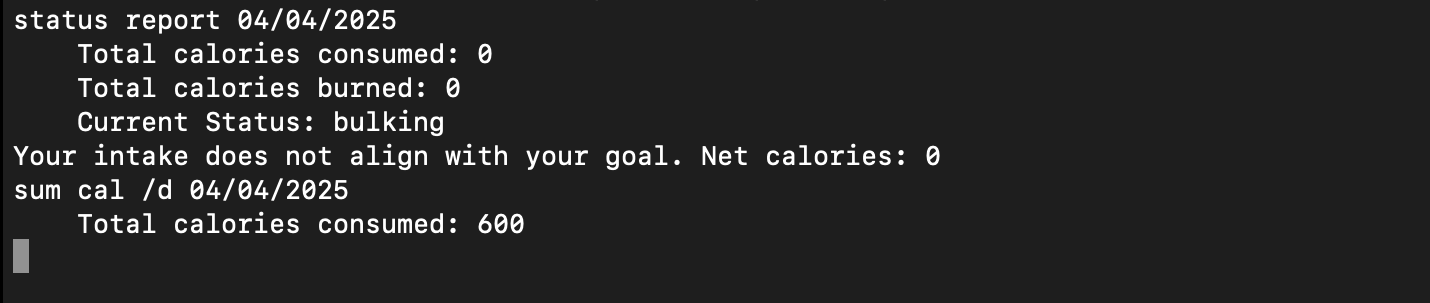 status report 04/04/2025
    Total calories consumed: 0
    Total calories burned: 0
    Current Status: bulking
Your intake does not align with your goal. Net calories: 0
sum cal /d 04/04/2025
    Total calories consumed: 600